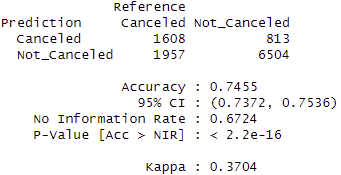 Reference
Prediction Canceled Not_Canceled
Canceled 1608 813
Not_Canceled 1957 6504
Accuracy : 0.7455
95% CI : (0.7372, 0.7536)
No Information Rate : 0.6724
P-Value [Acc > NIR] : < 2.2e-16
Kappa : 0.3704